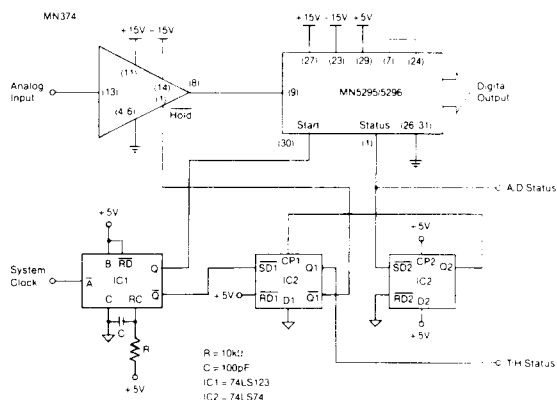 MN374
+15V -15V
(11)
(14)
(1)
(8)
(13)
(4,6)
Hold
Analog
Input
+15V -15V +5V
(27) (23) (29) (7) (24)
(9)
MN5295/5296
Start Status (26,31)
(30) (1)
Digital
Output
A/D Status
+5V
B RD
System
Clock
A
IC1
Q
Q
C RC
C
R
+5V
SD1 CP1 Q1
IC2
+5V RD1 D1 Q1
+5V
SD2 CP2 Q2
IC2
RD2 D2
+5V
T-H Status
R = 10kΩ
C = 100pF
IC1 = 74LS123
IC2 = 74LS74